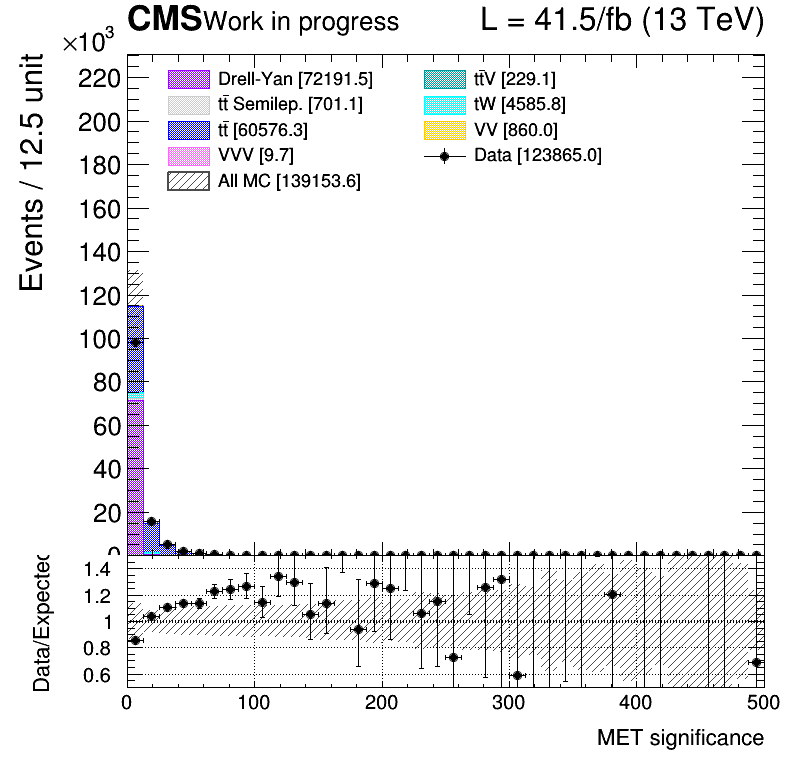 CMS Work in progress L = 41.5/fb (13 TeV)
×10³
Events / 12.5 unit
220
200
180
160
140
120
100
80
60
40
20
0
Drell-Yan [72191.5]
tt̄ Semilep. [701.1]
tt̄ [60576.3]
VVV [9.7]
All MC [139153.6]
tt̄V [229.1]
tW [4585.8]
VV [860.0]
Data [123865.0]
Data/Expected
1.4
1.2
1
0.8
0.6
0 100 200 300 400 500
MET significance